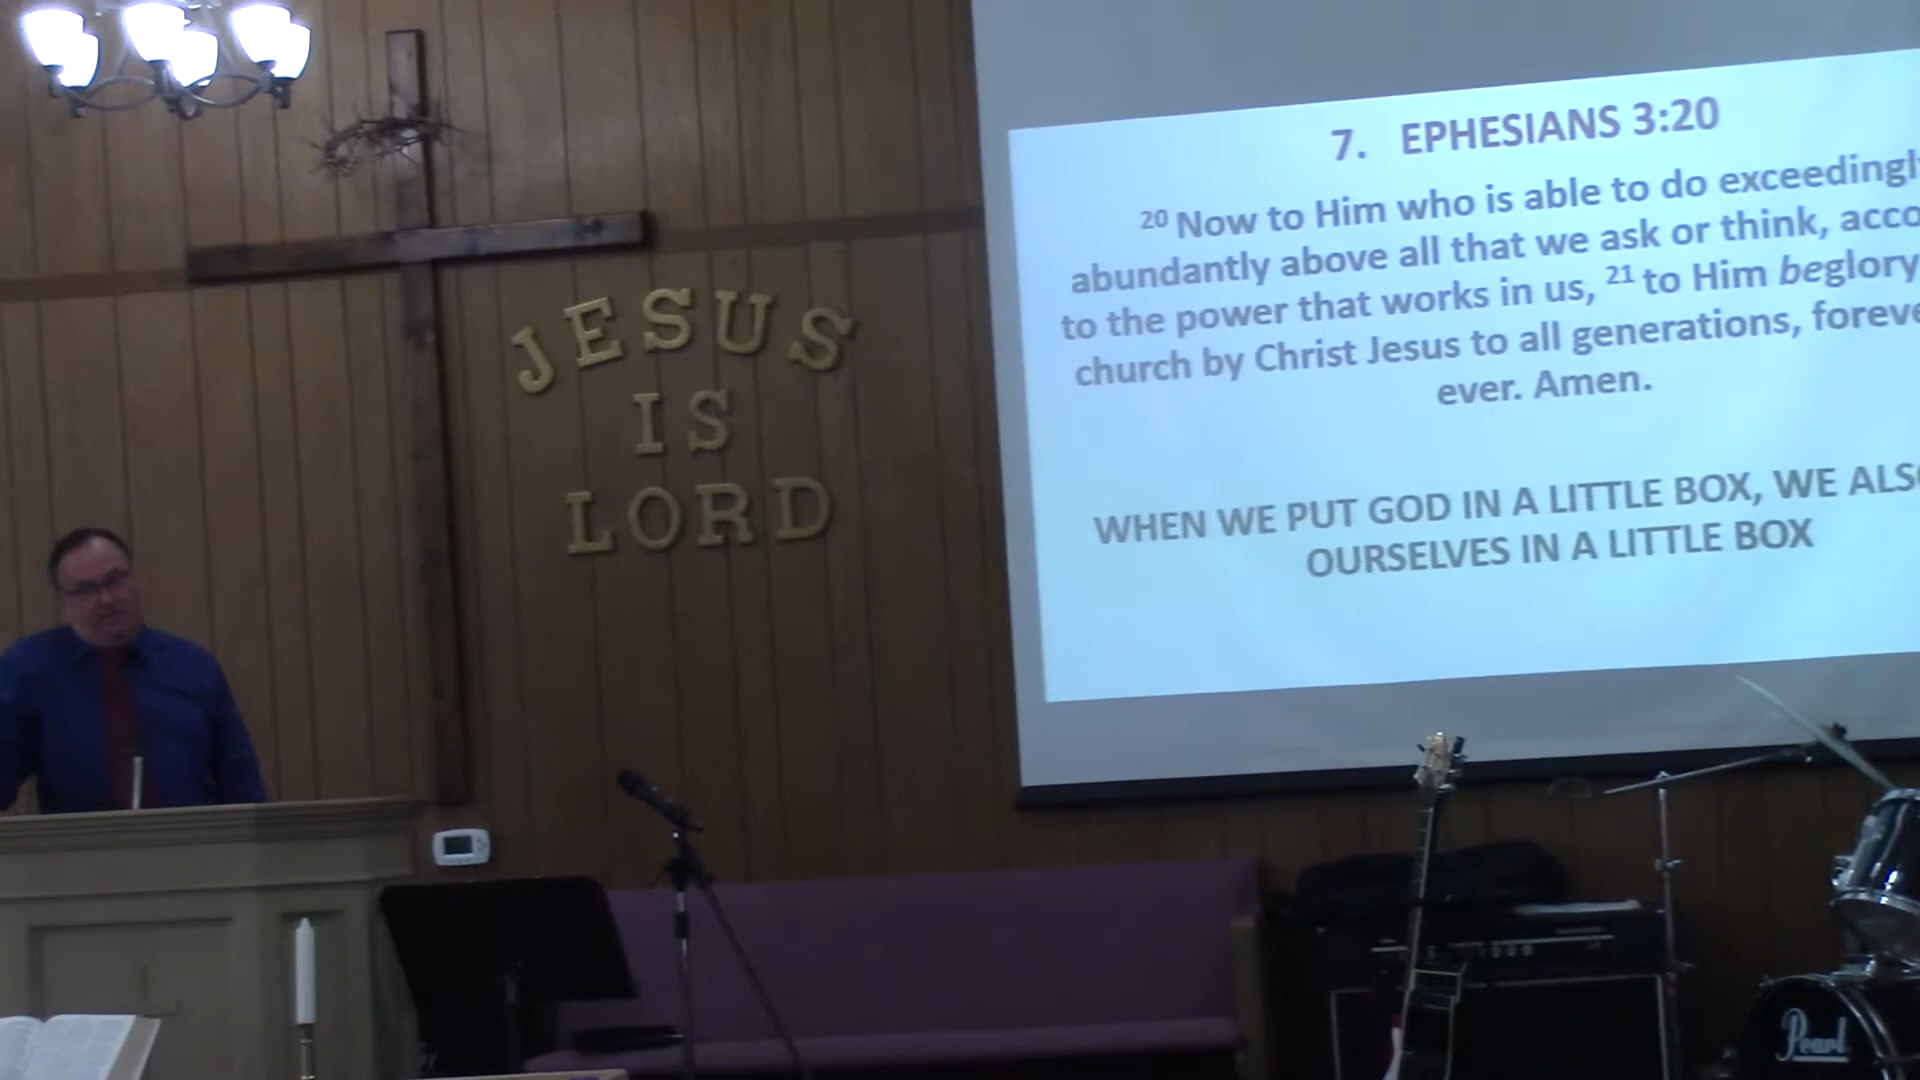 JESUS
IS
LORD
7. EPHESIANS 3:20
20 Now to Him who is able to do exceedingl
abundantly above all that we ask or think, acco
to the power that works in us, 21 to Him beglory
church by Christ Jesus to all generations, foreve
ever. Amen.
WHEN WE PUT GOD IN A LITTLE BOX, WE ALS
OURSELVES IN A LITTLE BOX
Pearl